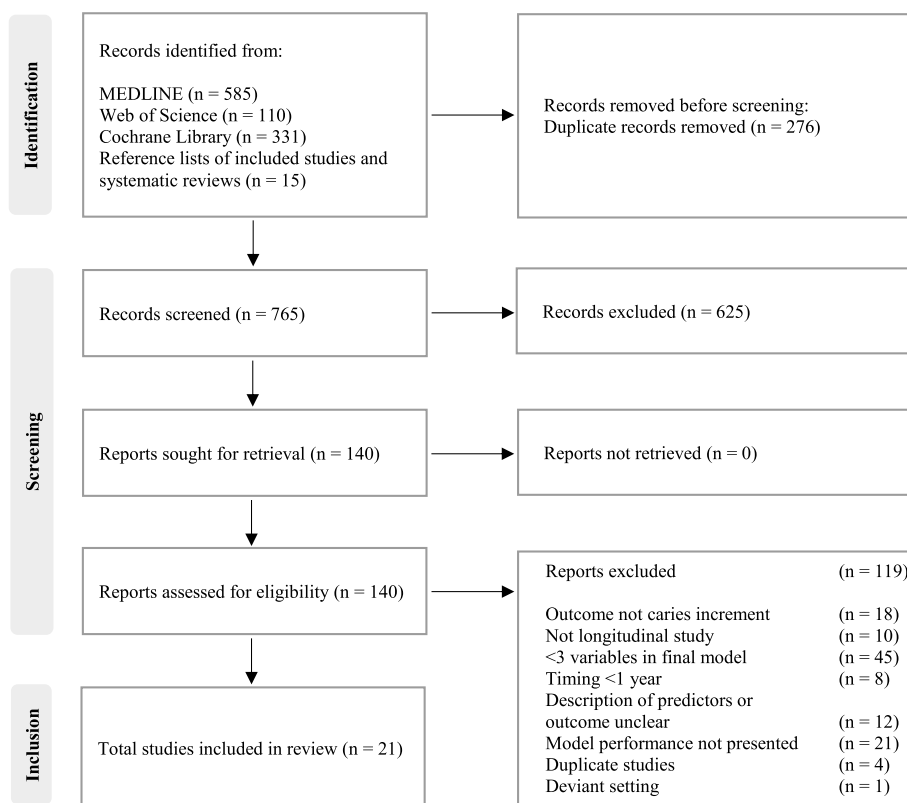 Identification
Records identified from:
MEDLINE (n = 585)
Web of Science (n = 110)
Cochrane Library (n = 331)
Reference lists of included studies and
systematic reviews (n = 15)
Records removed before screening:
Duplicate records removed (n = 276)
Screening
Records screened (n = 765)
Records excluded (n = 625)
Reports sought for retrieval (n = 140)
Reports not retrieved (n = 0)
Reports assessed for eligibility (n = 140)
Reports excluded (n = 119)
Outcome not caries increment (n = 18)
Not longitudinal study (n = 10)
<3 variables in final model (n = 45)
Timing <1 year (n = 8)
Description of predictors or
outcome unclear (n = 12)
Model performance not presented (n = 21)
Duplicate studies (n = 4)
Deviant setting (n = 1)
Inclusion
Total studies included in review (n = 21)